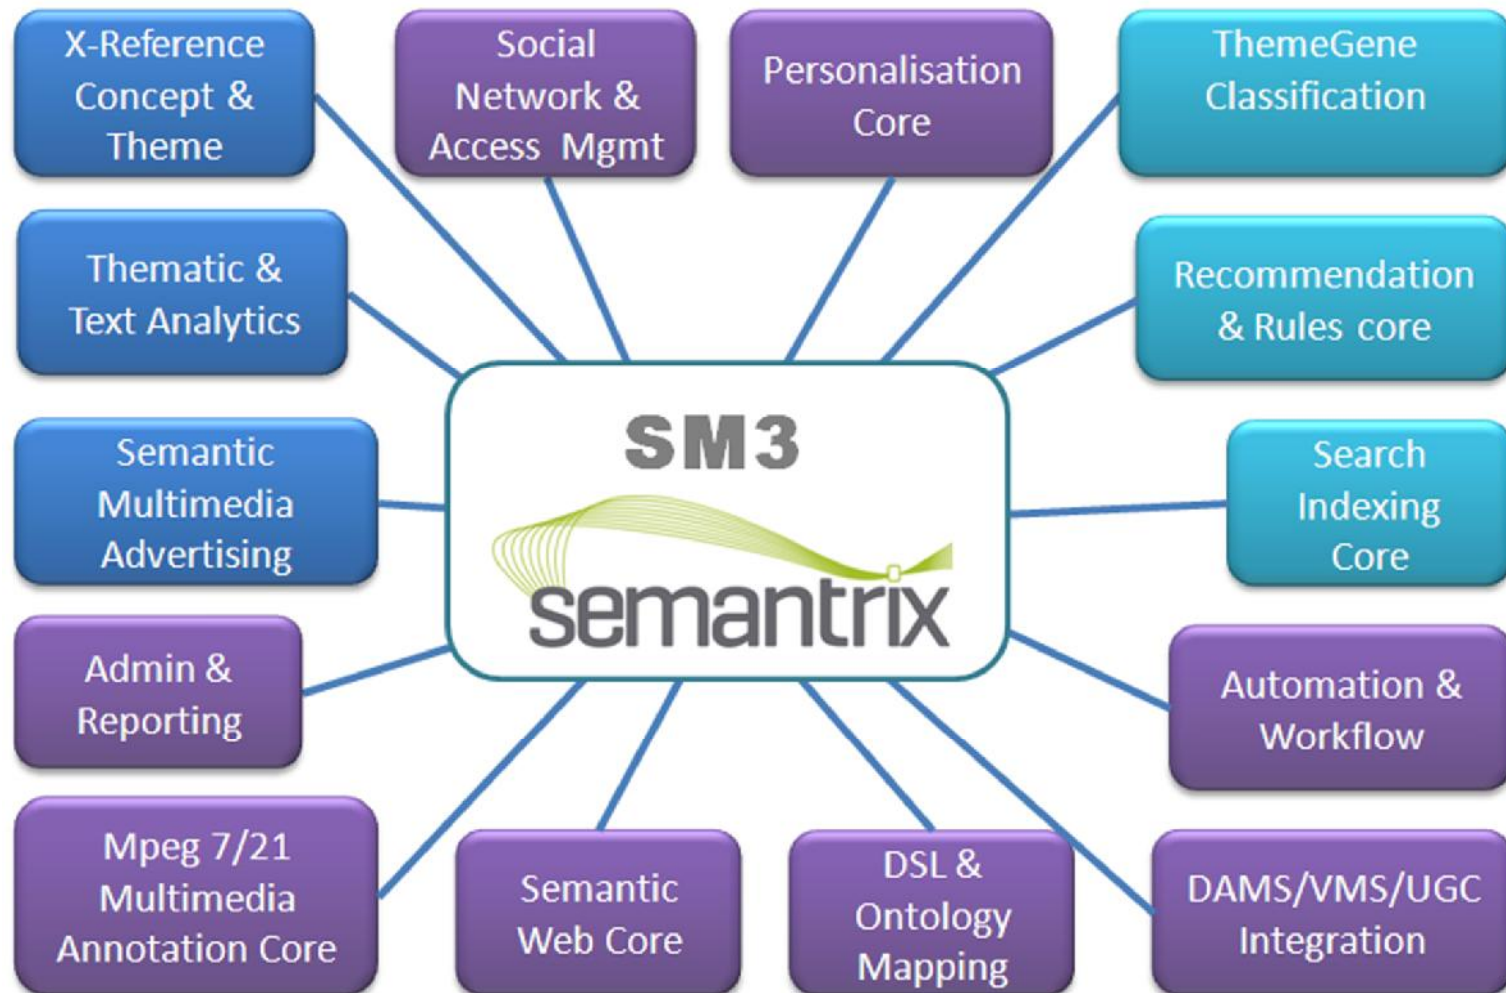 X-Reference
Concept &
Theme
Social
Network &
Access Mgmt
Personalisation
Core
ThemeGene
Classification
Thematic &
Text Analytics
Recommendation
& Rules core
SM3
semantrix
Semantic
Multimedia
Advertising
Search
Indexing
Core
Admin &
Reporting
Automation &
Workflow
Mpeg 7/21
Multimedia
Annotation Core
Semantic
Web Core
DSL &
Ontology
Mapping
DAMS/VMS/UGC
Integration